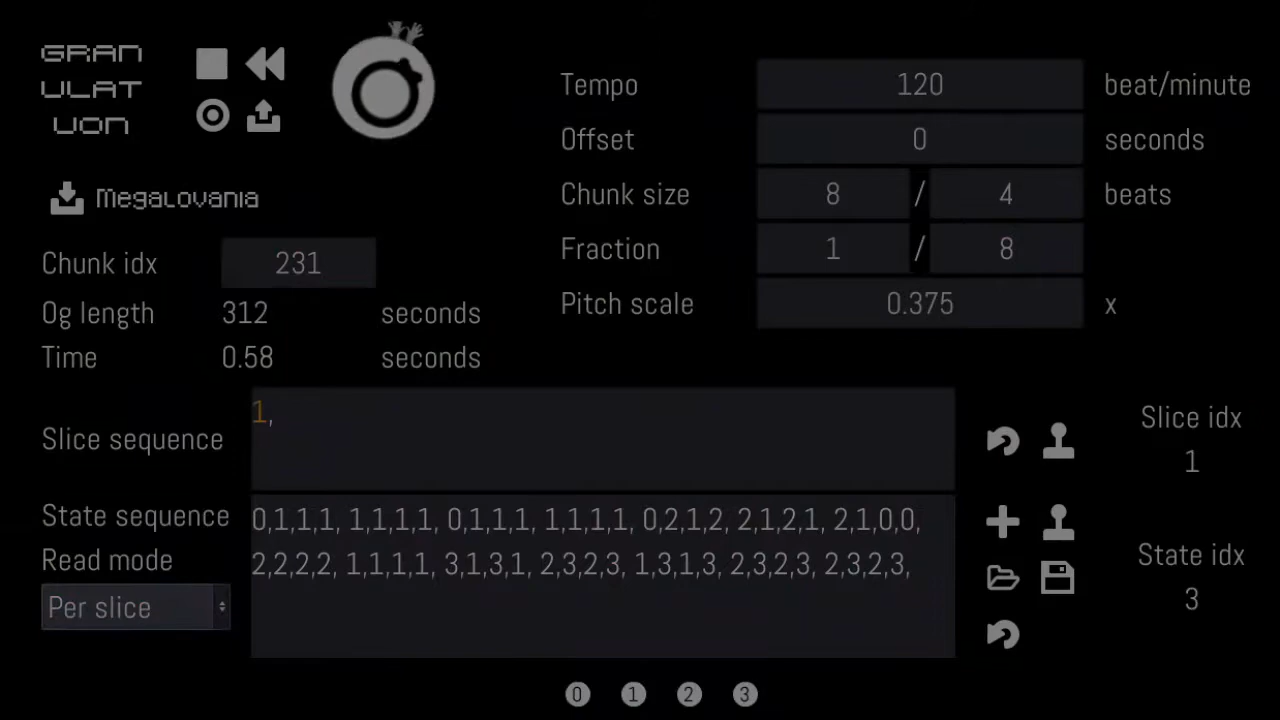 GRAN
ULAT
UON
Megalovania
Chunk idx 231
Og length 312 seconds
Time 0.58 seconds
Tempo 120 beat/minute
Offset 0 seconds
Chunk size 8 / 4 beats
Fraction 1 / 8
Pitch scale 0.375 x
Slice sequence 1,
Slice idx
1
State sequence 0,1,1,1, 1,1,1,1, 0,1,1,1, 1,1,1,1, 0,2,1,2, 2,1,2,1, 2,1,0,0,
Read mode 2,2,2,2, 1,1,1,1, 3,1,3,1, 2,3,2,3, 1,3,1,3, 2,3,2,3, 2,3,2,3,
Per slice
State idx
3
0 1 2 3